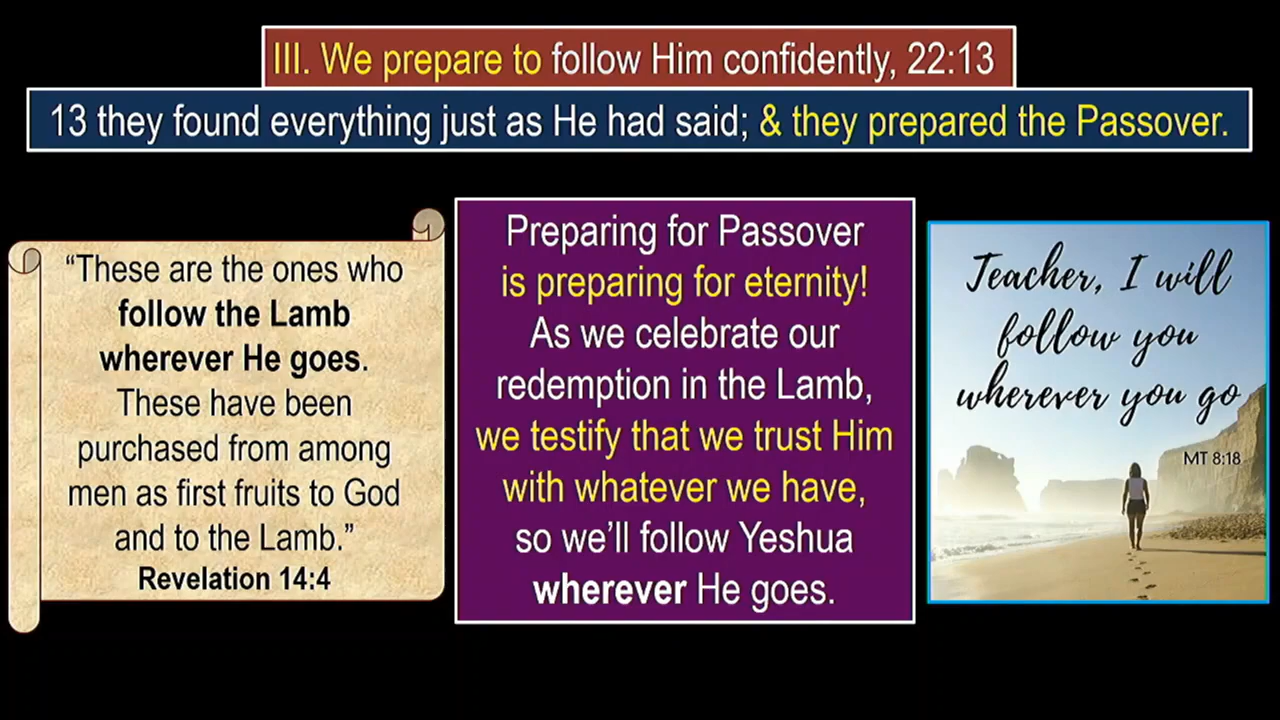 III. We prepare to follow Him confidently, 22:13
13 they found everything just as He had said; & they prepared the Passover.
“These are the ones who
follow the Lamb
wherever He goes.
These have been
purchased from among
men as first fruits to God
and to the Lamb.”
Revelation 14:4
Preparing for Passover
is preparing for eternity!
As we celebrate our
redemption in the Lamb,
we testify that we trust Him
with whatever we have,
so we’ll follow Yeshua
wherever He goes.
Teacher, I will
follow you
wherever you go
MT 8:18